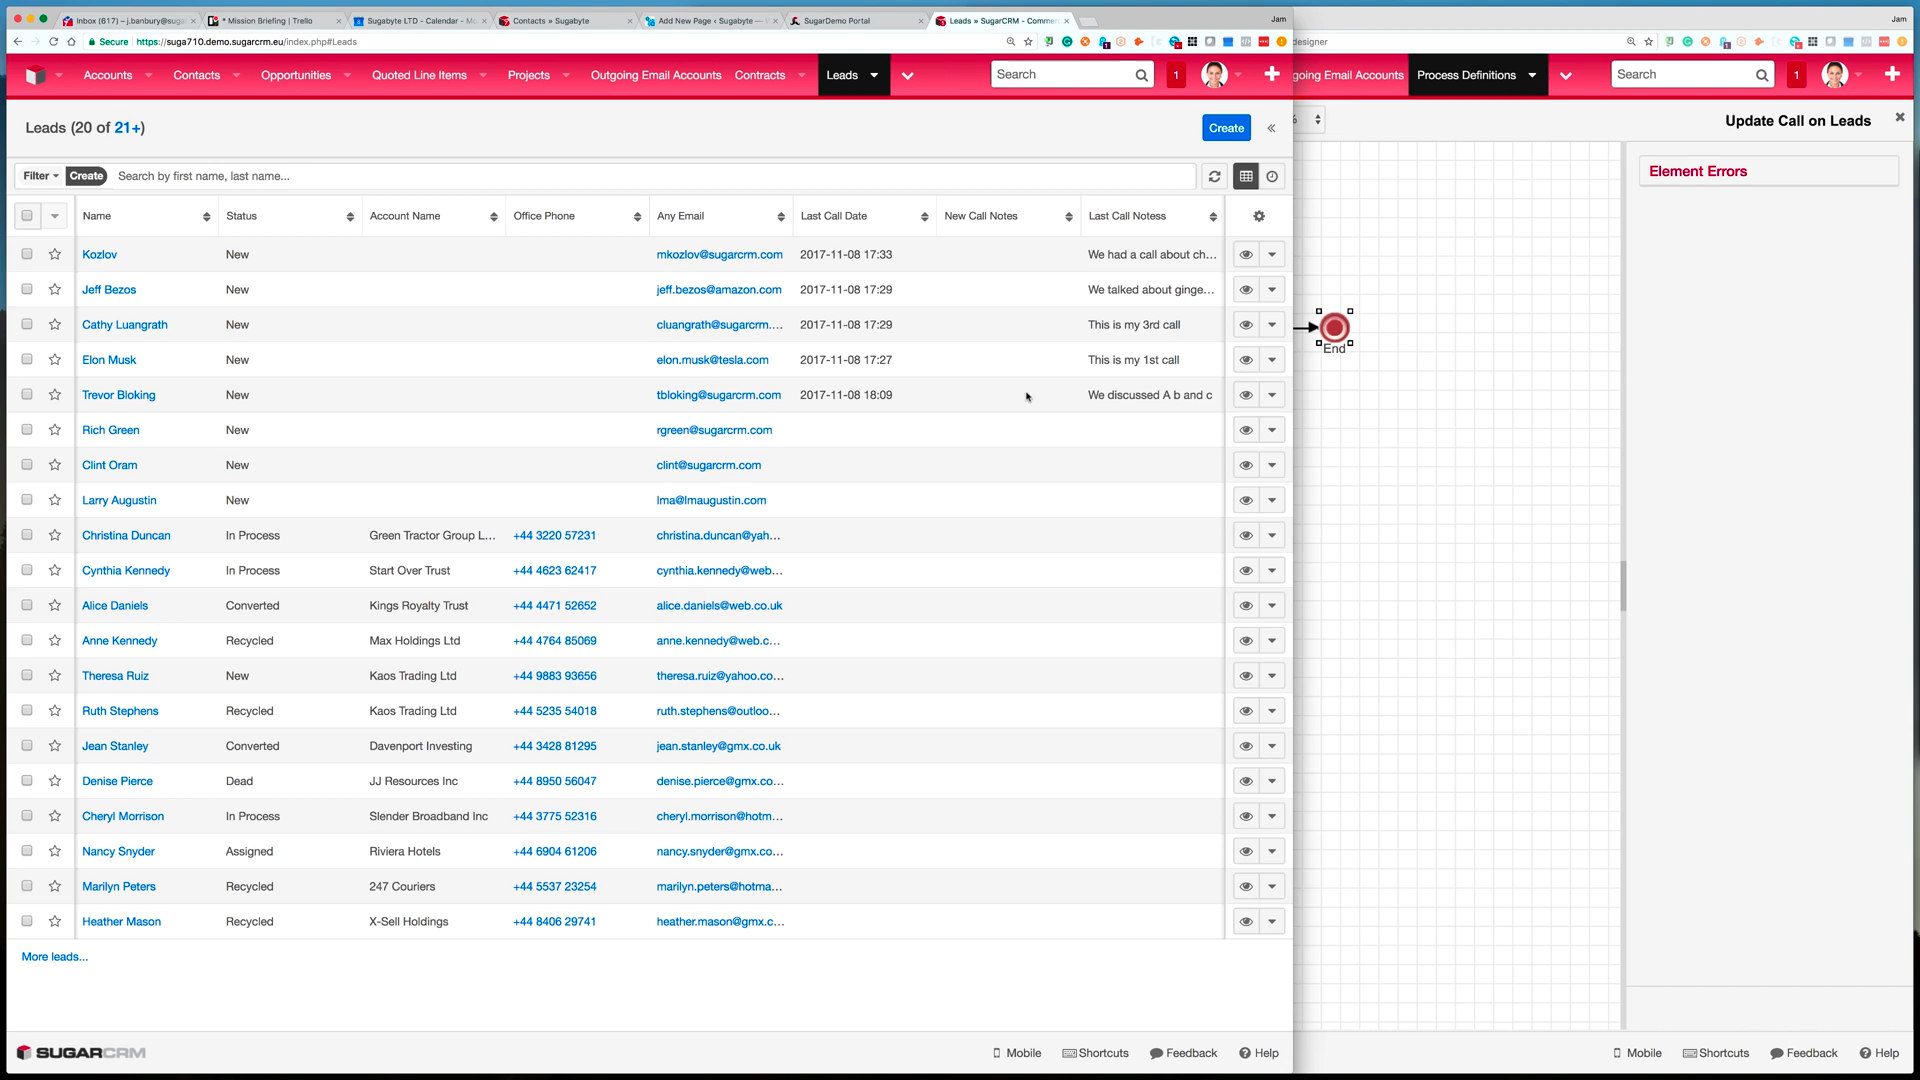 Inbox (617) - j.banbury@sugar
* Mission Briefing | Trello
Sugabyte LTD - Calendar - Mo
Contacts » Sugabyte
Add New Page ‹ Sugabyte —
SugarDemo Portal
Leads » SugarCRM - Commer
Jam
Jam
Secure https://suga710.demo.sugarcrm.eu/index.php#Leads
designer
Accounts Contacts Opportunities Quoted Line Items Projects Outgoing Email Accounts Contracts Leads Search 1
going Email Accounts Process Definitions Search 1
Leads (20 of 21+) Create
% Update Call on Leads
Element Errors
Filter Create Search by first name, last name...
Name Status Account Name Office Phone Any Email Last Call Date New Call Notes Last Call Notess
Kozlov New mkozlov@sugarcrm.com 2017-11-08 17:33 We had a call about ch...
Jeff Bezos New jeff.bezos@amazon.com 2017-11-08 17:29 We talked about ginge...
Cathy Luangrath New cluangrath@sugarcrm.... 2017-11-08 17:29 This is my 3rd call
End
Elon Musk New elon.musk@tesla.com 2017-11-08 17:27 This is my 1st call
Trevor Bloking New tbloking@sugarcrm.com 2017-11-08 18:09 We discussed A b and c
Rich Green New rgreen@sugarcrm.com
Clint Oram New clint@sugarcrm.com
Larry Augustin New lma@lmaugustin.com
Christina Duncan In Process Green Tractor Group L... +44 3220 57231 christina.duncan@yah...
Cynthia Kennedy In Process Start Over Trust +44 4623 62417 cynthia.kennedy@web...
Alice Daniels Converted Kings Royalty Trust +44 4471 52652 alice.daniels@web.co.uk
Anne Kennedy Recycled Max Holdings Ltd +44 4764 85069 anne.kennedy@web.c...
Theresa Ruiz New Kaos Trading Ltd +44 9883 93656 theresa.ruiz@yahoo.co...
Ruth Stephens Recycled Kaos Trading Ltd +44 5235 54018 ruth.stephens@outloo...
Jean Stanley Converted Davenport Investing +44 3428 81295 jean.stanley@gmx.co.uk
Denise Pierce Dead JJ Resources Inc +44 8950 56047 denise.pierce@gmx.co...
Cheryl Morrison In Process Slender Broadband Inc +44 3775 52316 cheryl.morrison@hotm...
Nancy Snyder Assigned Riviera Hotels +44 6904 61206 nancy.snyder@gmx.co...
Marilyn Peters Recycled 247 Couriers +44 5537 23254 marilyn.peters@hotma...
Heather Mason Recycled X-Sell Holdings +44 8406 29741 heather.mason@gmx.c...
More leads...
SUGARCRM Mobile Shortcuts Feedback Help
Mobile Shortcuts Feedback Help